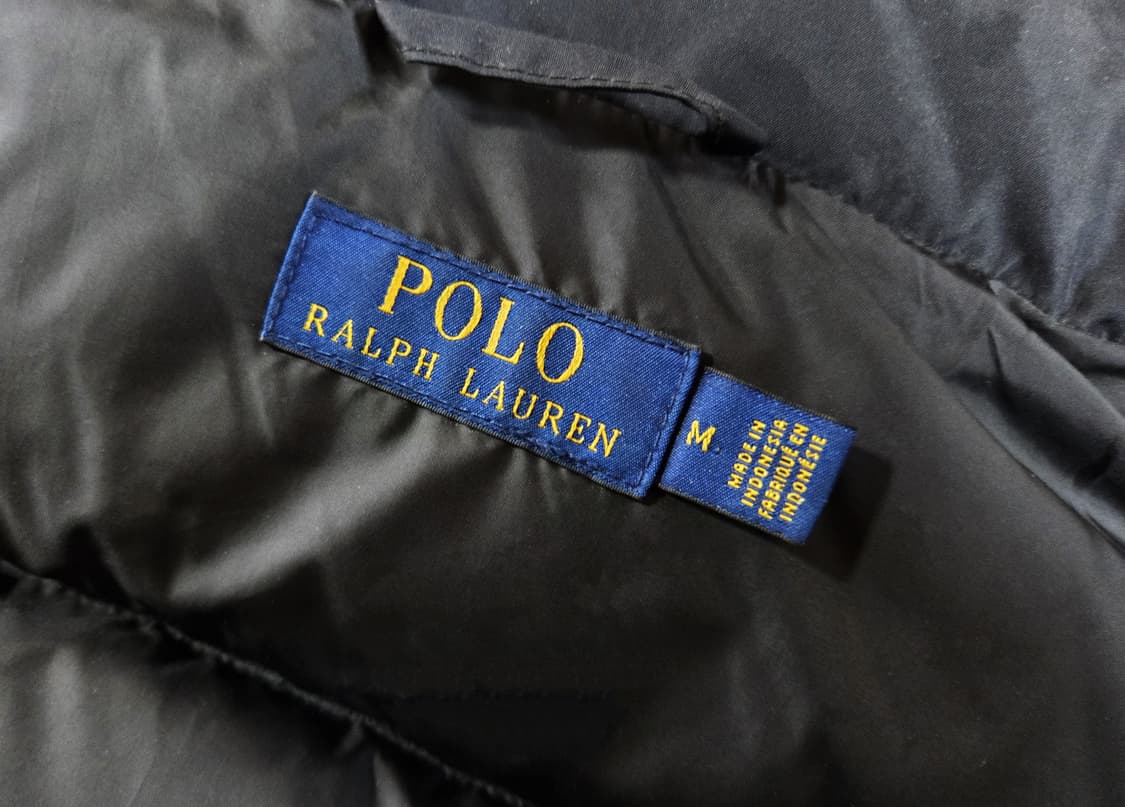 POLO
RALPH LAUREN
M
MADE IN
INDONESIA
FABRIQUÉ EN
INDONÉSIE